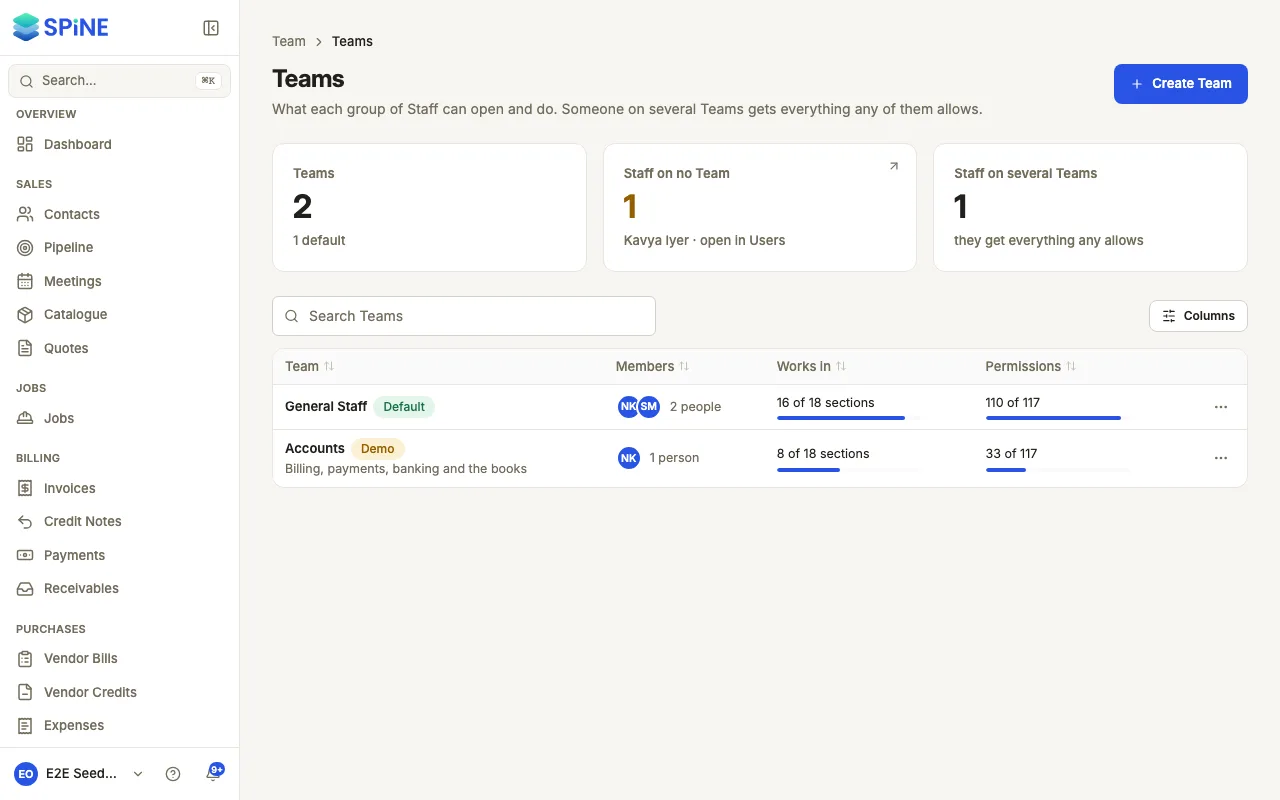 SPiNE
Search... ⌘K
OVERVIEW
Dashboard
SALES
Contacts
Pipeline
Meetings
Catalogue
Quotes
JOBS
Jobs
BILLING
Invoices
Credit Notes
Payments
Receivables
PURCHASES
Vendor Bills
Vendor Credits
Expenses
EO E2E Seed... 9+
Team > Teams
Teams
What each group of Staff can open and do. Someone on several Teams gets everything any of them allows.
+ Create Team
Teams
2
1 default
Staff on no Team
1
Kavya Iyer · open in Users
Staff on several Teams
1
they get everything any allows
Search Teams
Columns
Team Members Works in Permissions
General Staff Default NK SM 2 people 16 of 18 sections 110 of 117
Accounts Demo NK 1 person 8 of 18 sections 33 of 117
Billing, payments, banking and the books